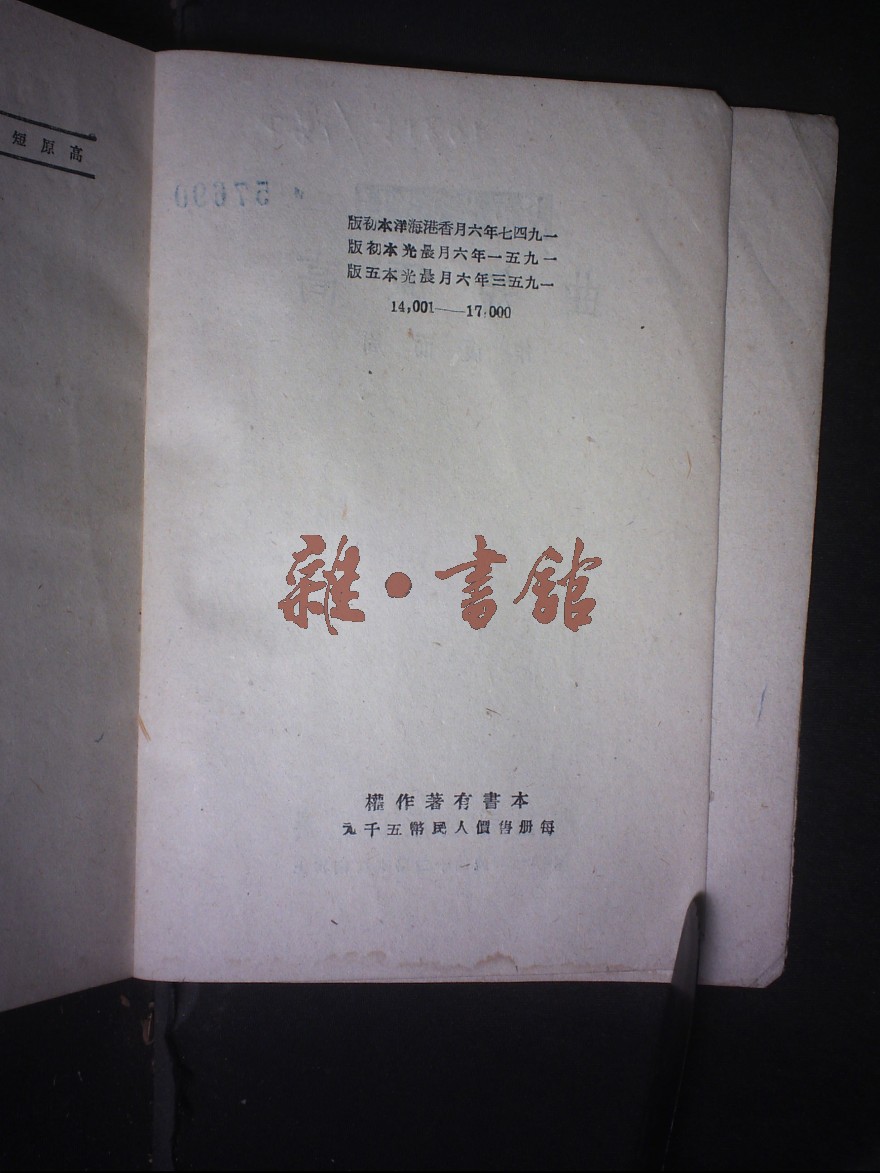 高原短
一九四七年六月香港海洋本初版
一九五一年六月晨光本初版
一九五三年六月晨光本五版
14,001——17,000
雜·書館
本書有著作權
每册售價人民幣五千元